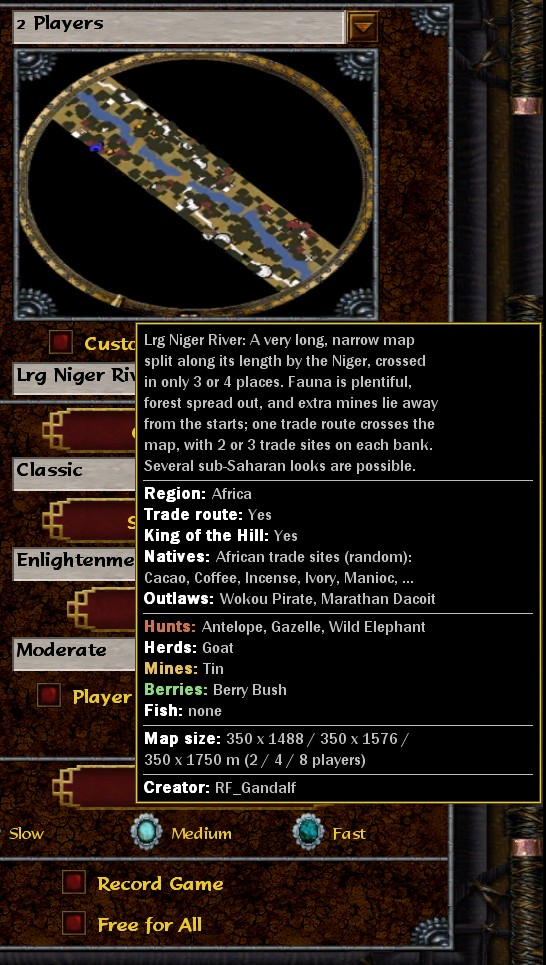 2 Players
Custo
Lrg Niger Riv
Classic
S
Enlightenme
Moderate
Player
Lrg Niger River: A very long, narrow map
split along its length by the Niger, crossed
in only 3 or 4 places. Fauna is plentiful,
forest spread out, and extra mines lie away
from the starts; one trade route crosses the
map, with 2 or 3 trade sites on each bank.
Several sub-Saharan looks are possible.
Region: Africa
Trade route: Yes
King of the Hill: Yes
Natives: African trade sites (random):
Cacao, Coffee, Incense, Ivory, Manioc, ...
Outlaws: Wokou Pirate, Marathan Dacoit
Hunts: Antelope, Gazelle, Wild Elephant
Herds: Goat
Mines: Tin
Berries: Berry Bush
Fish: none
Map size: 350 x 1488 / 350 x 1576 /
350 x 1750 m (2 / 4 / 8 players)
Creator: RF_Gandalf
Slow Medium Fast
Record Game
Free for All